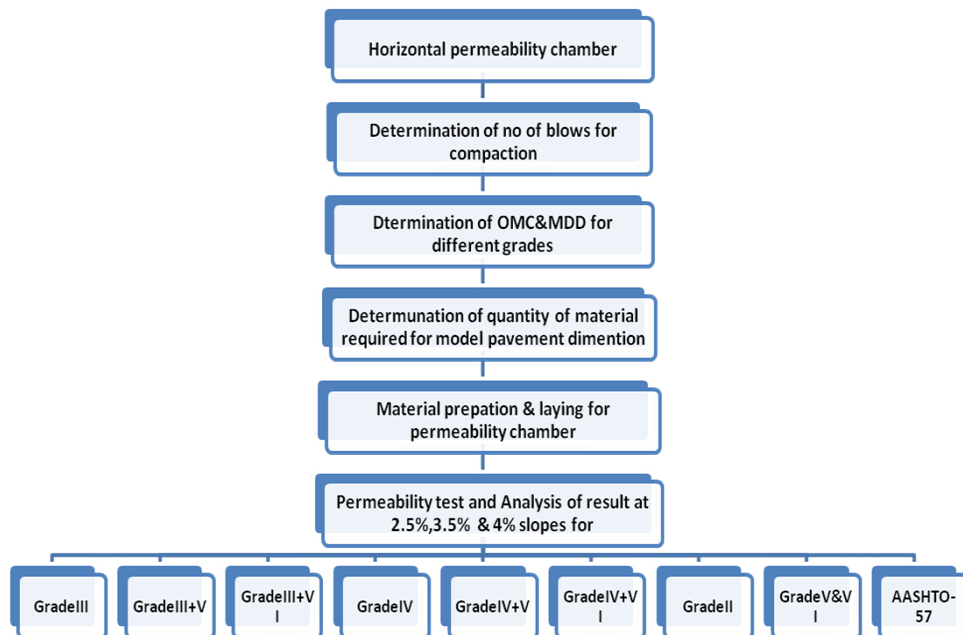 Horizontal permeability chamber
Determination of no of blows for
compaction
Dtermination of OMC&MDD for
different grades
Determunation of quantity of material
required for model pavement dimention
Material prepation & laying for
permeability chamber
Permeability test and Analysis of result at
2.5%,3.5% & 4% slopes for
GradeIII
GradeIII+V
GradeIII+V
I
GradeIV
GradeIV+V
GradeIV+V
I
GradeII
GradeV&V
I
AASHTO-
57